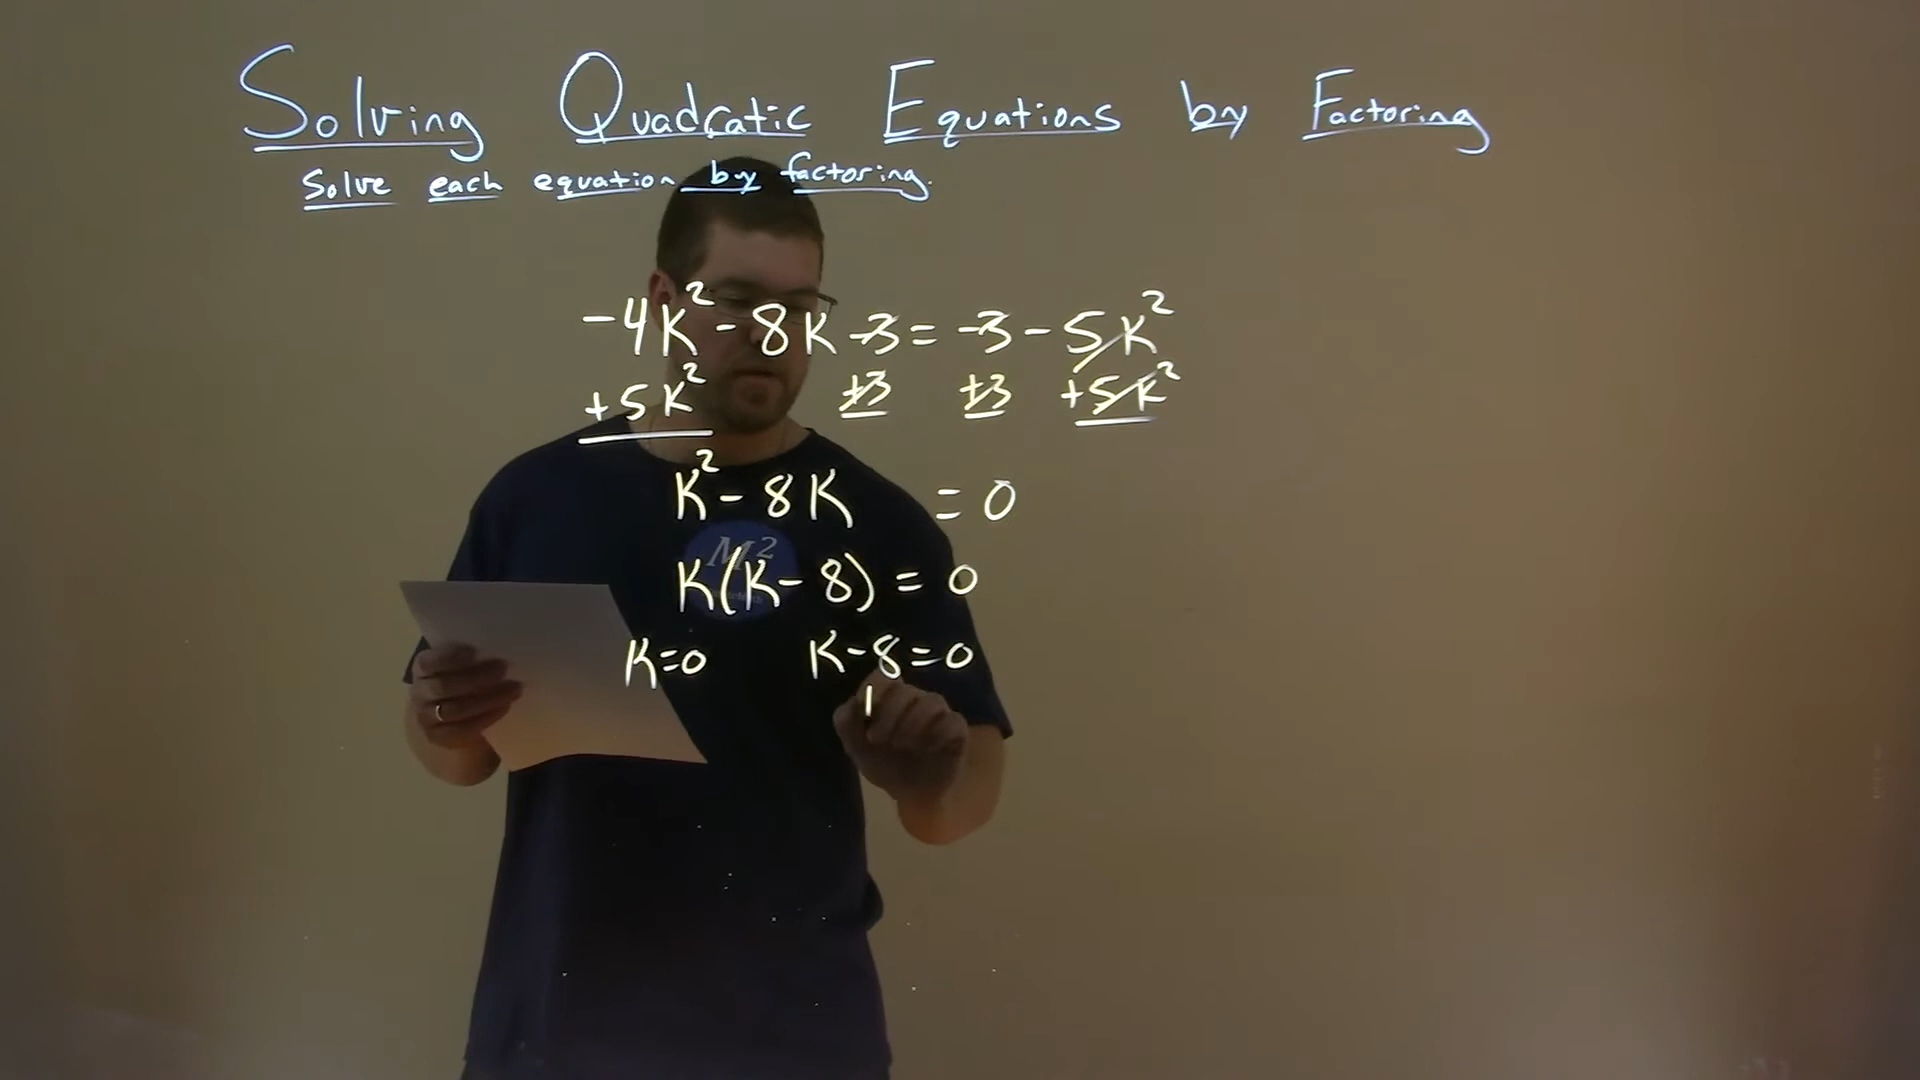 Solving Quadratic Equations by Factoring
Solve each equation by factoring.
-4K² - 8K - 3 = -3 - 5K²
+5K² +3 +3 +5K²
K² - 8K = 0
M²
K(K - 8) = 0
K=0 K-8=0